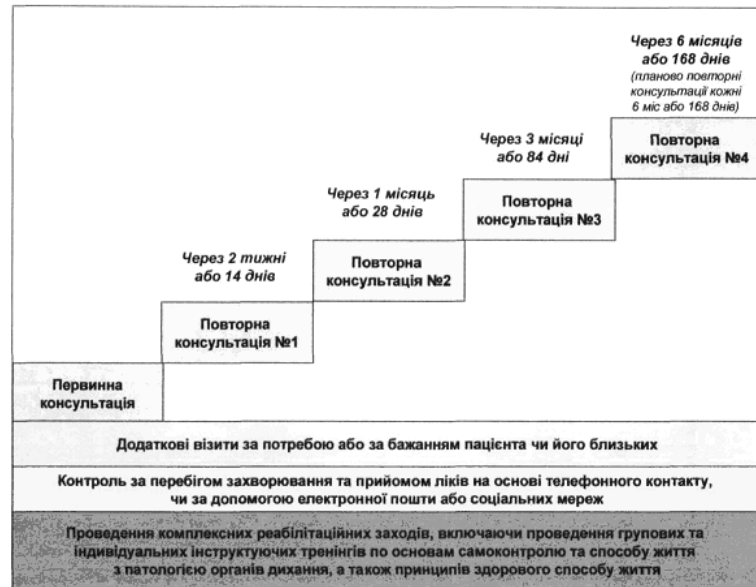 Через 6 місяців
або 168 днів
(планово повторні
консультації кожні
6 міс або 168 днів)
Повторна
консультація №4
Через 3 місяці
або 84 дні
Повторна
консультація №3
Через 1 місяць
або 28 днів
Повторна
консультація №2
Через 2 тижні
або 14 днів
Повторна
консультація №1
Первинна
консультація
Додаткові візити за потребою або за бажанням пацієнта чи його близьких
Контроль за перебігом захворювання та прийомом ліків на основі телефонного контакту,
чи за допомогою електронної пошти або соціальних мереж
Проведення комплексних реабілітаційних заходів, включаючи проведення групових та
індивідуальних інструктуючих тренінгів по основам самоконтролю та способу життя
з патологією органів дихання, а також принципів здорового способу життя